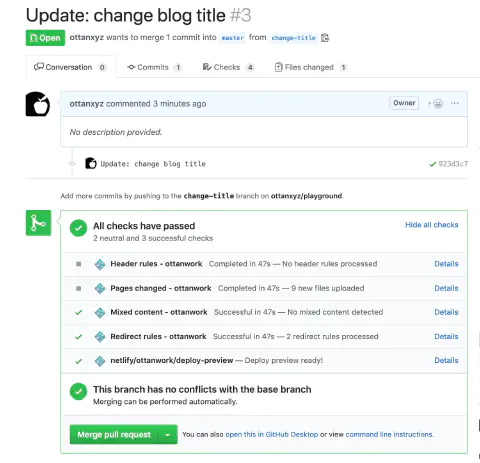 Update: change blog title #3
Open ottanxyz wants to merge 1 commit into master from change-title
Conversation 0 Commits 1 Checks 4 Files changed 1
ottanxyz commented 3 minutes ago Owner
No description provided.
Update: change blog title 923d3c7
Add more commits by pushing to the change-title branch on ottanxyz/playground.
All checks have passed Hide all checks
2 neutral and 3 successful checks
Header rules - ottanwork Completed in 47s — No header rules processed Details
Pages changed - ottanwork Completed in 47s — 9 new files uploaded Details
Mixed content - ottanwork Successful in 47s — No mixed content detected Details
Redirect rules - ottanwork Successful in 47s — 2 redirect rules processed Details
netlify/ottanwork/deploy-preview — Deploy preview ready! Details
This branch has no conflicts with the base branch
Merging can be performed automatically.
Merge pull request You can also open this in GitHub Desktop or view command line instructions.